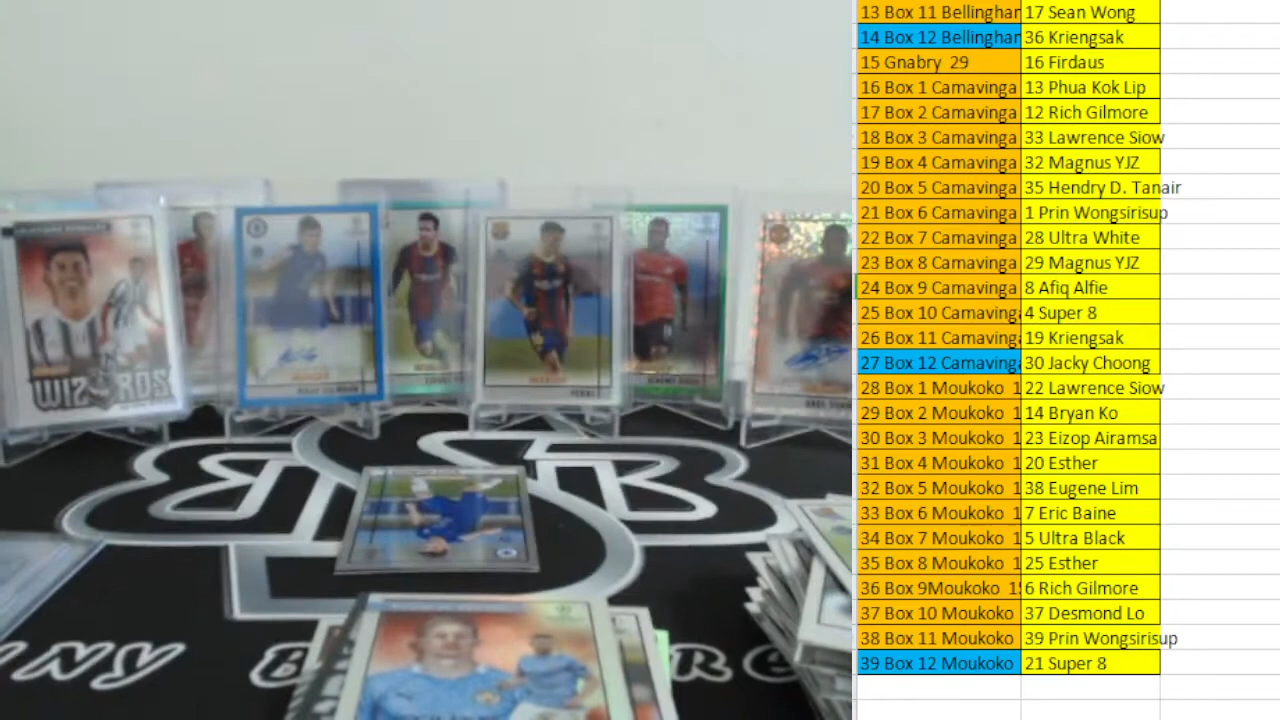 13 Box 11 Bellinghar 17 Sean Wong
14 Box 12 Bellinghar 36 Kriengsak
15 Gnabry 29 16 Firdaus
16 Box 1 Camavinga 13 Phua Kok Lip
17 Box 2 Camavinga 12 Rich Gilmore
18 Box 3 Camavinga 33 Lawrence Siow
19 Box 4 Camavinga 32 Magnus YJZ
20 Box 5 Camavinga 35 Hendry D. Tanair
21 Box 6 Camavinga 1 Prin Wongsirisup
22 Box 7 Camavinga 28 Ultra White
23 Box 8 Camavinga 29 Magnus YJZ
24 Box 9 Camavinga 8 Afiq Alfie
25 Box 10 Camavinga 4 Super 8
26 Box 11 Camavinga 19 Kriengsak
27 Box 12 Camavinga 30 Jacky Choong
28 Box 1 Moukoko 1 22 Lawrence Siow
29 Box 2 Moukoko 1 14 Bryan Ko
30 Box 3 Moukoko 1 23 Eizop Airamsa
31 Box 4 Moukoko 1 20 Esther
32 Box 5 Moukoko 1 38 Eugene Lim
33 Box 6 Moukoko 1 7 Eric Baine
34 Box 7 Moukoko 1 5 Ultra Black
35 Box 8 Moukoko 1 25 Esther
36 Box 9Moukoko 1 6 Rich Gilmore
37 Box 10 Moukoko 37 Desmond Lo
38 Box 11 Moukoko 39 Prin Wongsirisup
39 Box 12 Moukoko 21 Super 8
WIZARDS